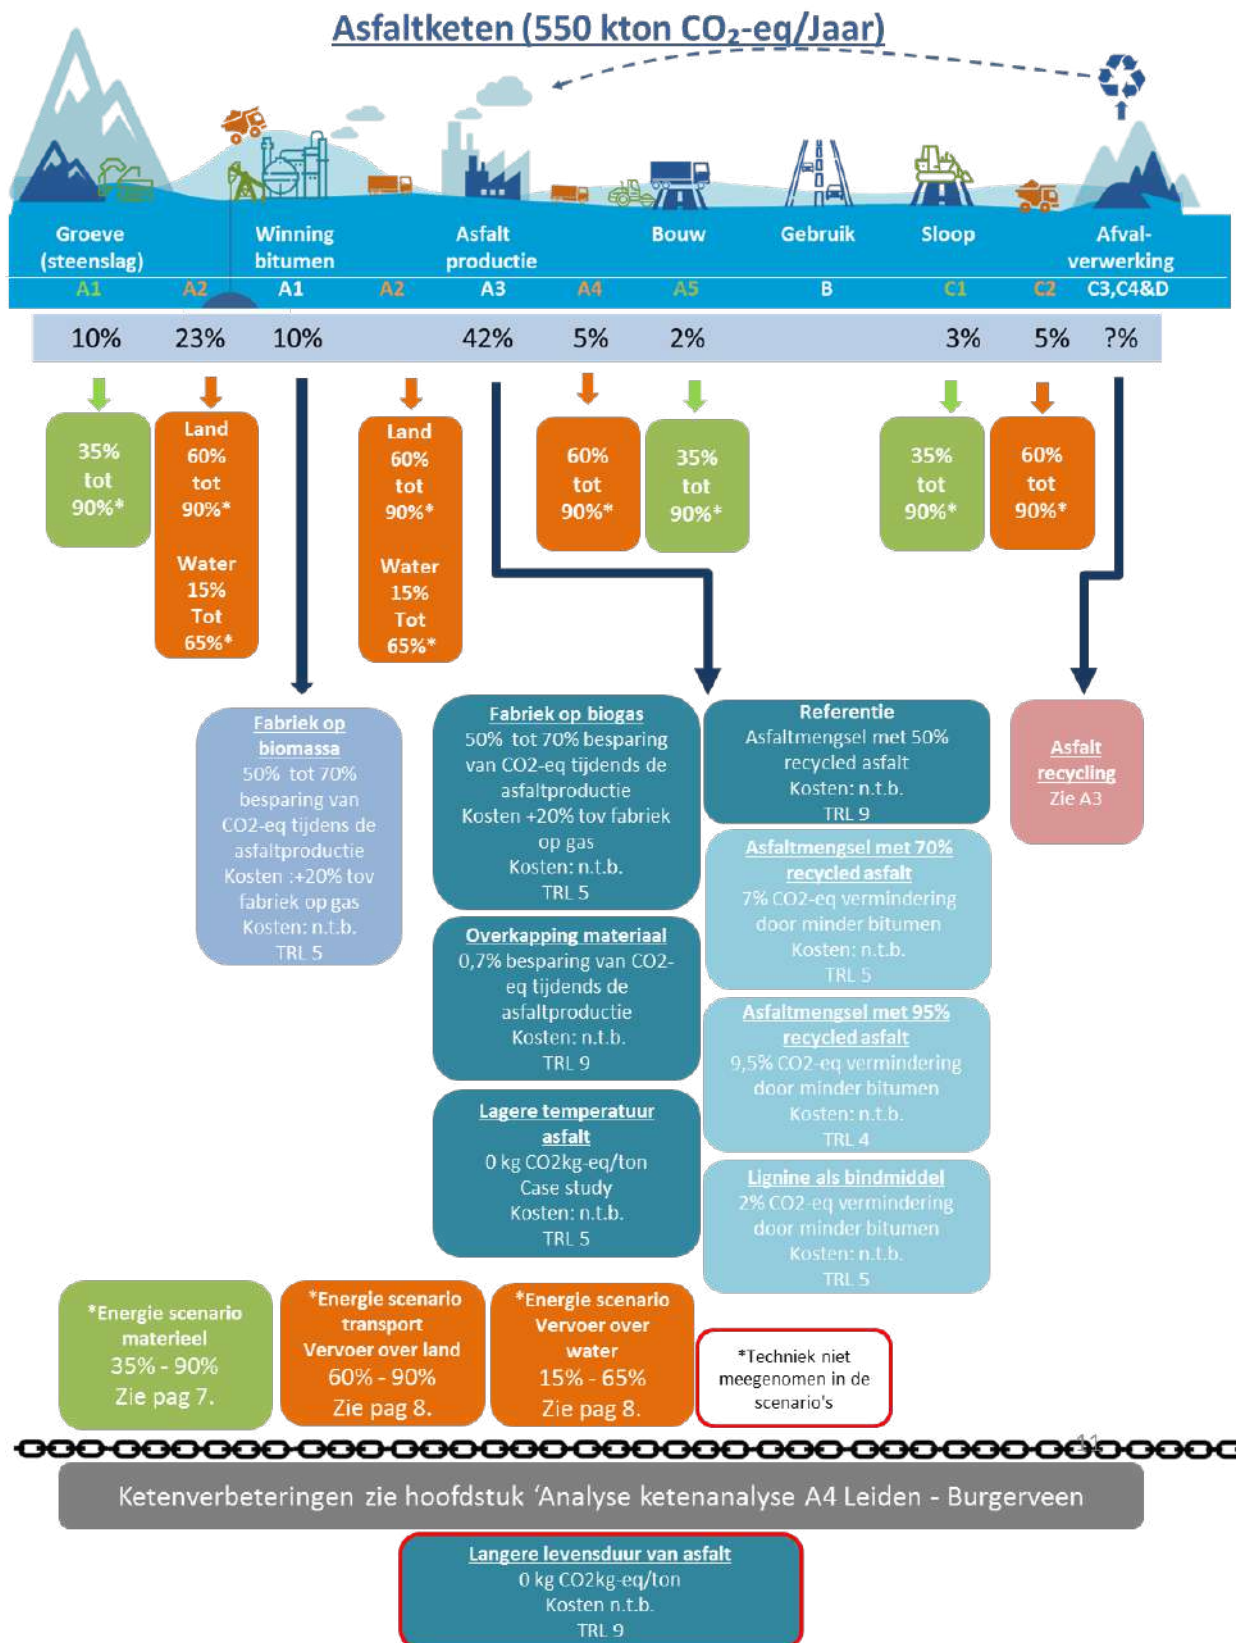 Asfaltketen (550 kton CO₂-eq/Jaar)
Groeve
(steenslag)
Winning
bitumen
Asfalt
productie
Bouw
Gebruik
Sloop
Afval-
verwerking
A1
A2
A1
A2
A3
A4
A5
B
C1
C2
C3,C4&D
10%
23%
10%
42%
5%
2%
3%
5%
?%
35%
tot
90%*
Land
60%
tot
90%*
Water
15%
Tot
65%*
Land
60%
tot
90%*
Water
15%
Tot
65%*
60%
tot
90%*
35%
tot
90%*
35%
tot
90%*
60%
tot
90%*
Fabriek op
biomassa
50% tot 70%
besparing van
CO2-eq tijdens de
asfaltproductie
Kosten :+20% tov
fabriek op gas
Kosten: n.t.b.
TRL 5
Fabriek op biogas
50% tot 70% besparing
van CO2-eq tijdends de
asfaltproductie
Kosten +20% tov fabriek
op gas
Kosten: n.t.b.
TRL 5
Overkapping materiaal
0,7% besparing van CO2-
eq tijdends de
asfaltproductie
Kosten: n.t.b.
TRL 9
Lagere temperatuur
asfalt
0 kg CO2kg-eq/ton
Case study
Kosten: n.t.b.
TRL 5
Referentie
Asfaltmengsel met 50%
recycled asfalt
Kosten: n.t.b.
TRL 9
Asfaltmengsel met 70%
recycled asfalt
7% CO2-eq vermindering
door minder bitumen
Kosten: n.t.b.
TRL 5
Asfaltmengsel met 95%
recycled asfalt
9,5% CO2-eq vermindering
door minder bitumen
Kosten: n.t.b.
TRL 4
Lignine als bindmiddel
2% CO2-eq vermindering
door minder bitumen
Kosten: n.t.b.
TRL 5
Asfalt
recycling
Zie A3
*Energie scenario
materieel
35% - 90%
Zie pag 7.
*Energie scenario
transport
Vervoer over land
60% - 90%
Zie pag 8.
*Energie scenario
Vervoer over
water
15% - 65%
Zie pag 8.
*Techniek niet
meegenomen in de
scenario's
11
Ketenverbeteringen zie hoofdstuk ‘Analyse ketenanalyse A4 Leiden - Burgerveen
Langere levensduur van asfalt
0 kg CO2kg-eq/ton
Kosten n.t.b.
TRL 9